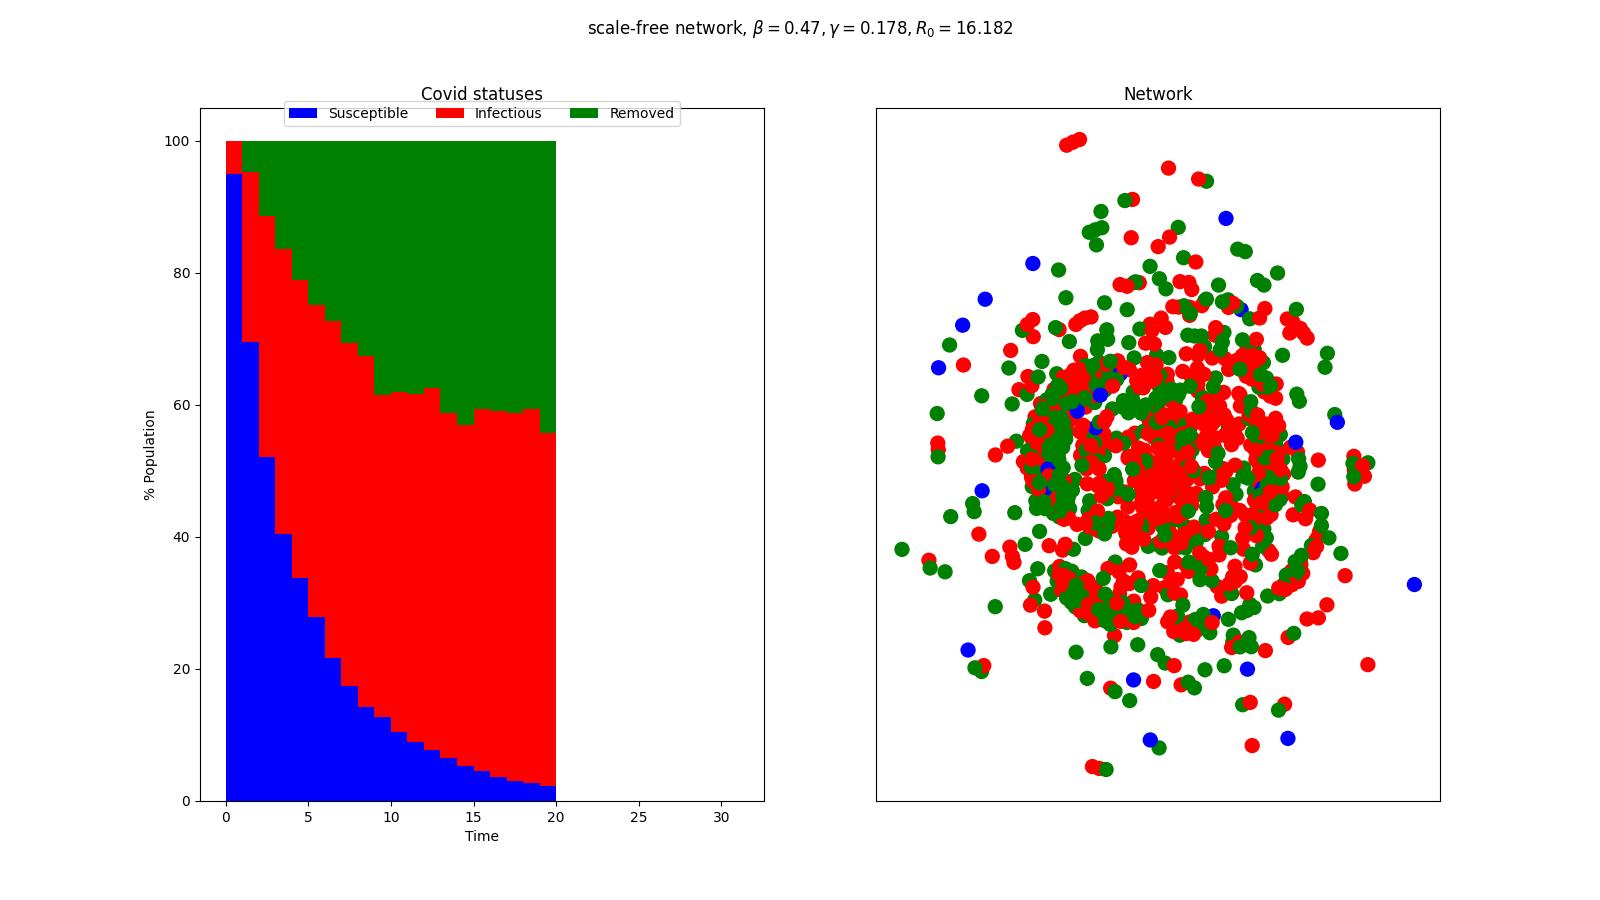 scale-free network, β = 0.47, γ = 0.178, R₀ = 16.182
Covid statuses
Susceptible Infectious Removed
100
80
60
40
20
0
% Population
0 5 10 15 20 25 30
Time
Network